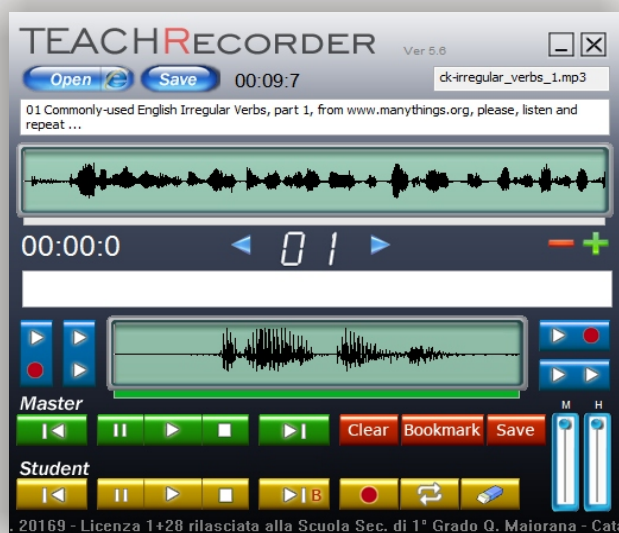 TEACHRECORDER Ver 5.6
Open Save 00:09:7 ck-irregular_verbs_1.mp3
01 Commonly-used English Irregular Verbs, part 1, from www.manythings.org, please, listen and
repeat ...
00:00:0 01
M H
Master
Clear Bookmark Save
Student
B
. 20169 - Licenza 1+28 rilasciata alla Scuola Sec. di 1° Grado Q. Maiorana - Cata